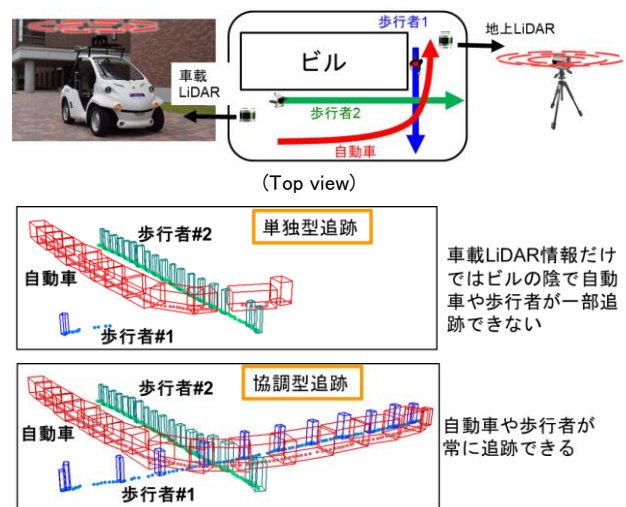 歩行者1
地上LiDAR
ビル
車載
LiDAR
歩行者2
自動車
(Top view)
歩行者#2
単独型追跡
自動車
歩行者#1
車載LiDAR情報だけ
ではビルの陰で自動
車や歩行者が一部追
跡できない
歩行者#2
協調型追跡
自動車
歩行者#1
自動車や歩行者が
常に追跡できる